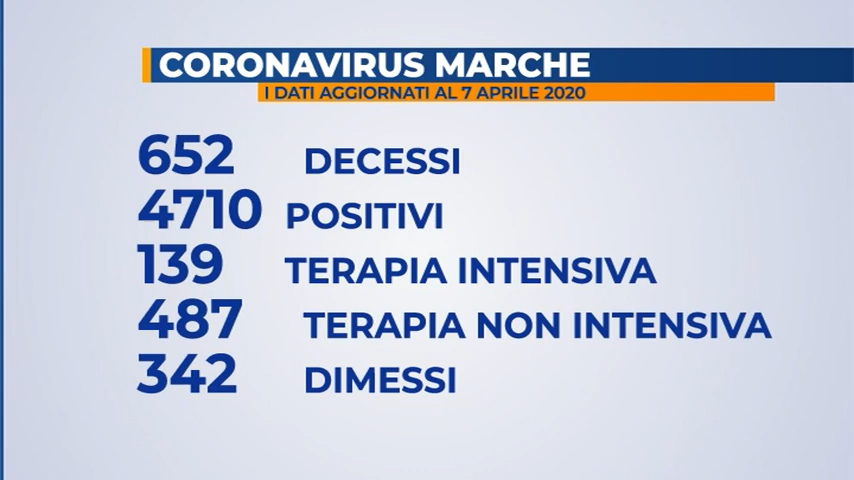 CORONAVIRUS MARCHE
I DATI AGGIORNATI AL 7 APRILE 2020
652 DECESSI
4710 POSITIVI
139 TERAPIA INTENSIVA
487 TERAPIA NON INTENSIVA
342 DIMESSI